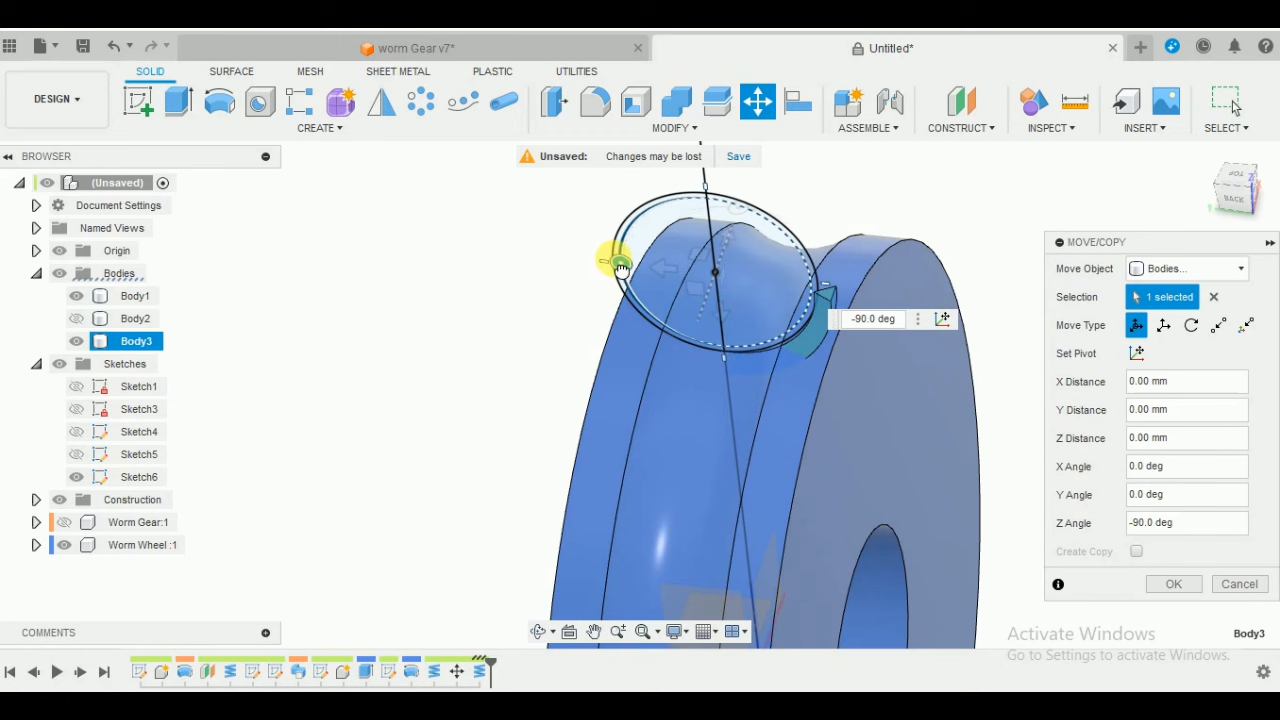 worm Gear v7*
Untitled*
DESIGN
SOLID
SURFACE
MESH
SHEET METAL
PLASTIC
UTILITIES
CREATE
MODIFY
ASSEMBLE
CONSTRUCT
INSPECT
INSERT
SELECT
BROWSER
Unsaved:
Changes may be lost
Save
(Unsaved)
Document Settings
Named Views
Origin
Bodies
Body1
Body2
Body3
Sketches
Sketch1
Sketch3
Sketch4
Sketch5
Sketch6
Construction
Worm Gear:1
Worm Wheel :1
TOP
BACK
Z
-90.0 deg
MOVE/COPY
Move Object
Bodies...
Selection
1 selected
Move Type
Set Pivot
X Distance
0.00 mm
Y Distance
0.00 mm
Z Distance
0.00 mm
X Angle
0.0 deg
Y Angle
0.0 deg
Z Angle
-90.0 deg
Create Copy
OK
Cancel
COMMENTS
Activate Windows
Go to Settings to activate Windows.
Body3